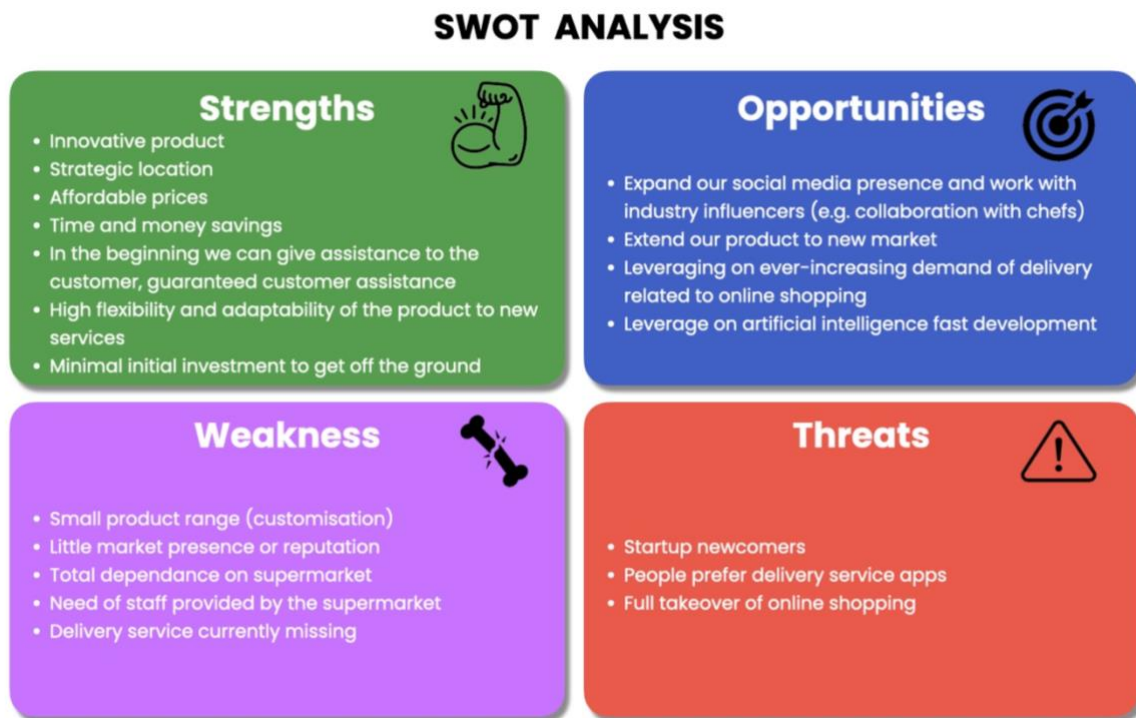 SWOT ANALYSIS
Strengths
• Innovative product
• Strategic location
• Affordable prices
• Time and money savings
• In the beginning we can give assistance to the
customer, guaranteed customer assistance
• High flexibility and adaptability of the product to new
services
• Minimal initial investment to get off the ground
Opportunities
• Expand our social media presence and work with
industry influencers (e.g. collaboration with chefs)
• Extend our product to new market
• Leveraging on ever-increasing demand of delivery
related to online shopping
• Leverage on artificial intelligence fast development
Weakness
• Small product range (customisation)
• Little market presence or reputation
• Total dependance on supermarket
• Need of staff provided by the supermarket
• Delivery service currently missing
Threats
• Startup newcomers
• People prefer delivery service apps
• Full takeover of online shopping